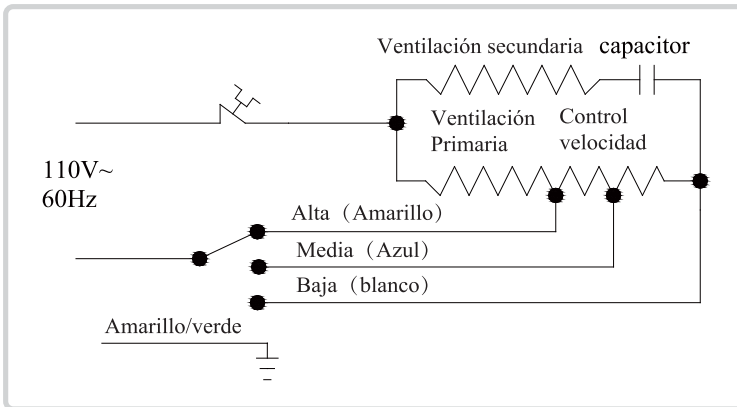 Ventilación secundaria capacitor
Ventilación
Primaria
Control
velocidad
110V~
60Hz
Alta（Amarillo）
Media（Azul）
Baja（blanco）
Amarillo/verde